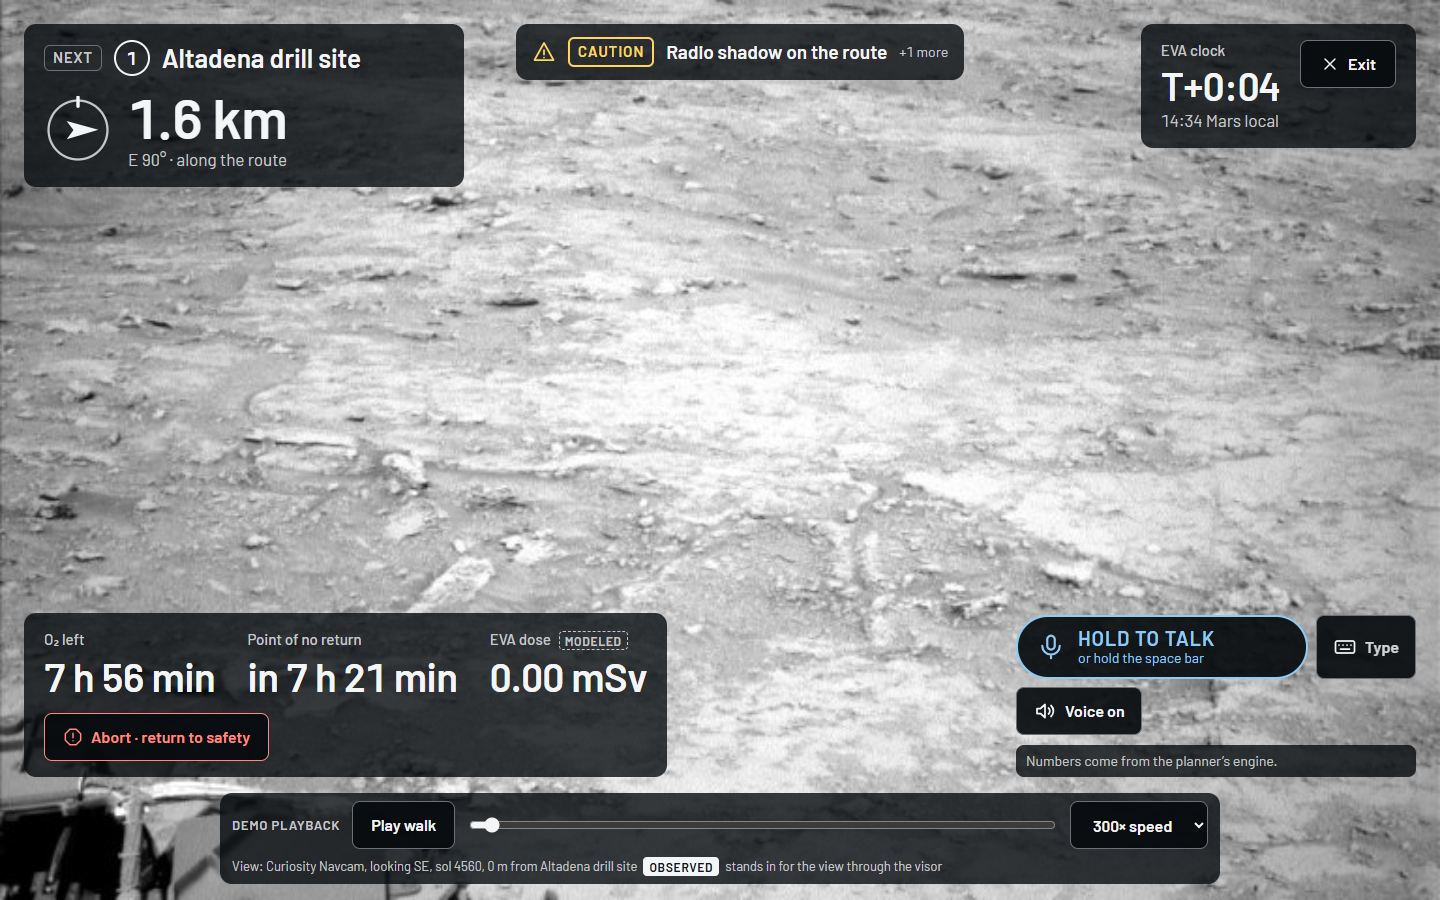 NEXT 1 Altadena drill site
1.6 km
E 90° · along the route
CAUTION Radio shadow on the route +1 more
EVA clock
T+0:04
14:34 Mars local
Exit
O₂ left
7 h 56 min
Point of no return
in 7 h 21 min
EVA dose MODELED
0.00 mSv
Abort · return to safety
HOLD TO TALK
or hold the space bar
Type
Voice on
Numbers come from the planner's engine.
DEMO PLAYBACK Play walk 300× speed
View: Curiosity Navcam, looking SE, sol 4560, 0 m from Altadena drill site OBSERVED stands in for the view through the visor